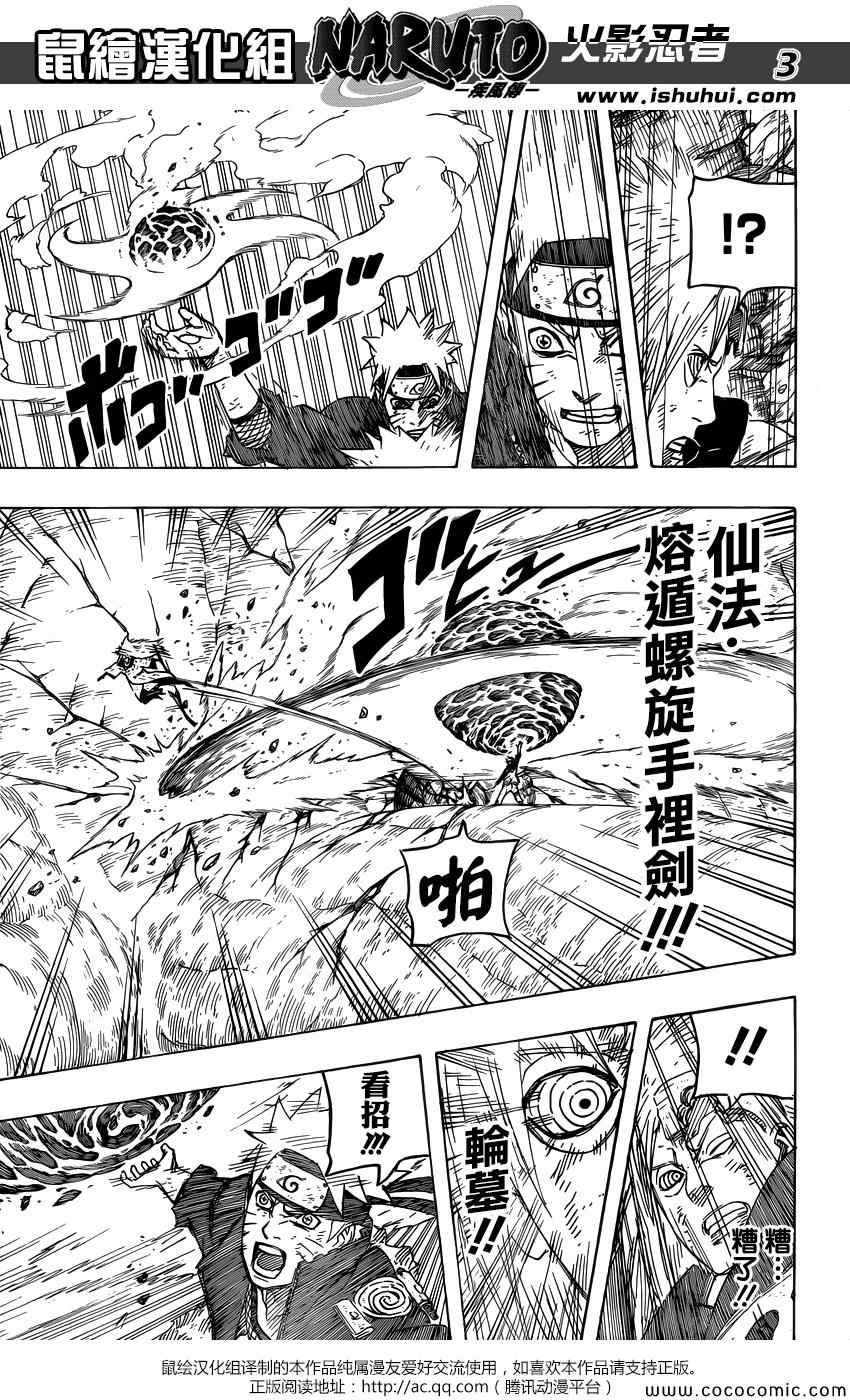 鼠繪漢化組
NARUTO
—疾風傳—
火影忍者
3
www.ishuhui.com
!?
ボゴゴゴ
仙法·
熔遁螺旋手裡劍!!!
ゴビュー
啪
!!
糟…
糟了!!
輪墓!!
看招!!!
鼠绘汉化组译制的本作品纯属漫友爱好交流使用，如喜欢本作品请支持正版。
正版阅读地址：http://ac.qq.com（腾讯动漫平台）
www.cococomic.com